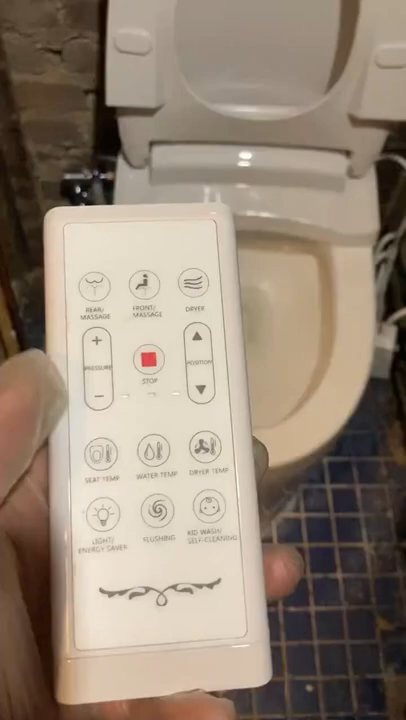 REAR/
MASSAGE
FRONT/
MASSAGE
DRYER
+
PRESSURE
-
STOP
POSITION
SEAT TEMP
WATER TEMP
DRYER TEMP
LIGHT/
ENERGY SAVER
FLUSHING
KID WASH/
SELF-CLEANING